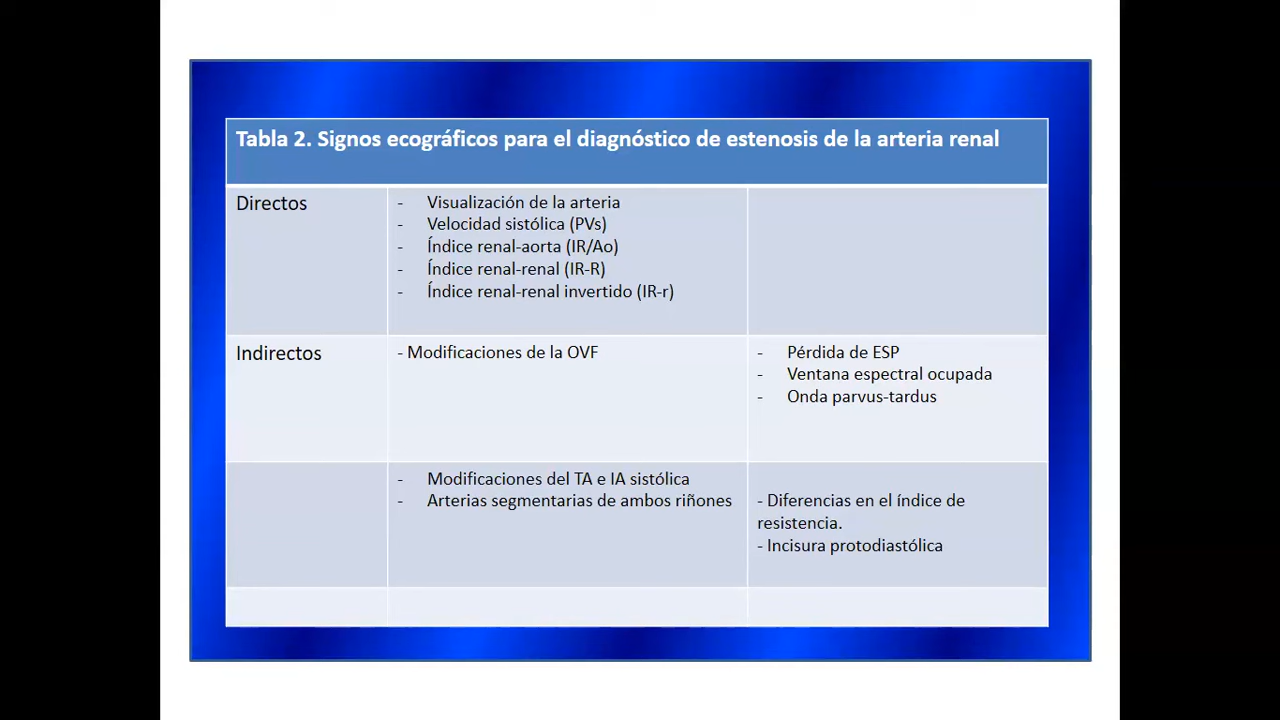 Tabla 2. Signos ecográficos para el diagnóstico de estenosis de la arteria renal
Directos
- Visualización de la arteria
- Velocidad sistólica (PVs)
- Índice renal-aorta (IR/Ao)
- Índice renal-renal (IR-R)
- Índice renal-renal invertido (IR-r)
Indirectos
- Modificaciones de la OVF
- Pérdida de ESP
- Ventana espectral ocupada
- Onda parvus-tardus
- Modificaciones del TA e IA sistólica
- Arterias segmentarias de ambos riñones
- Diferencias en el índice de
resistencia.
- Incisura protodiastólica